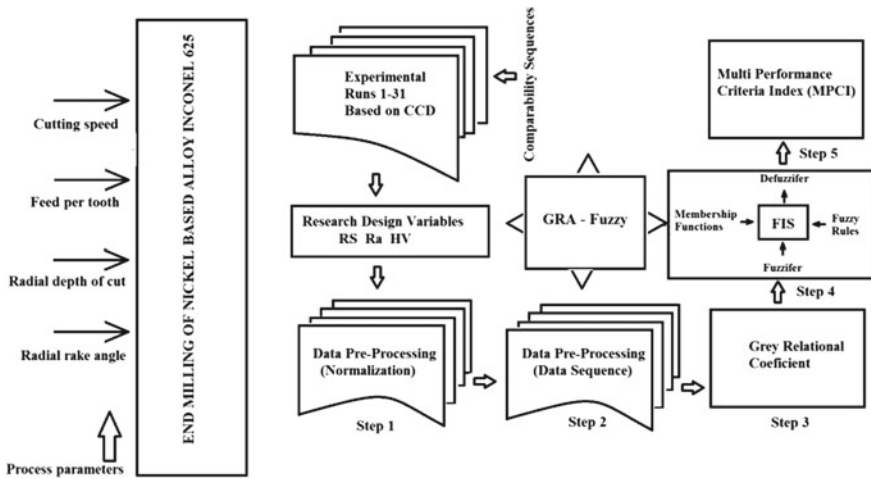 Cutting speed
Feed per tooth
Radial depth of cut
Radial rake angle
Process parameters
END MILLING OF NICKEL BASED ALLOY INCONEL 625
Experimental
Runs 1-31
Based on CCD
Comparability Sequences
Research Design Variables
RS Ra HV
Data Pre-Processing
(Normalization)
Step 1
Data Pre-Processing
(Data Sequence)
Step 2
GRA - Fuzzy
Grey Relational
Coeficient
Step 3
Step 4
Defuzzifer
Membership
Functions
FIS
Fuzzy
Rules
Fuzzifer
Step 5
Multi Performance
Criteria Index (MPCI)